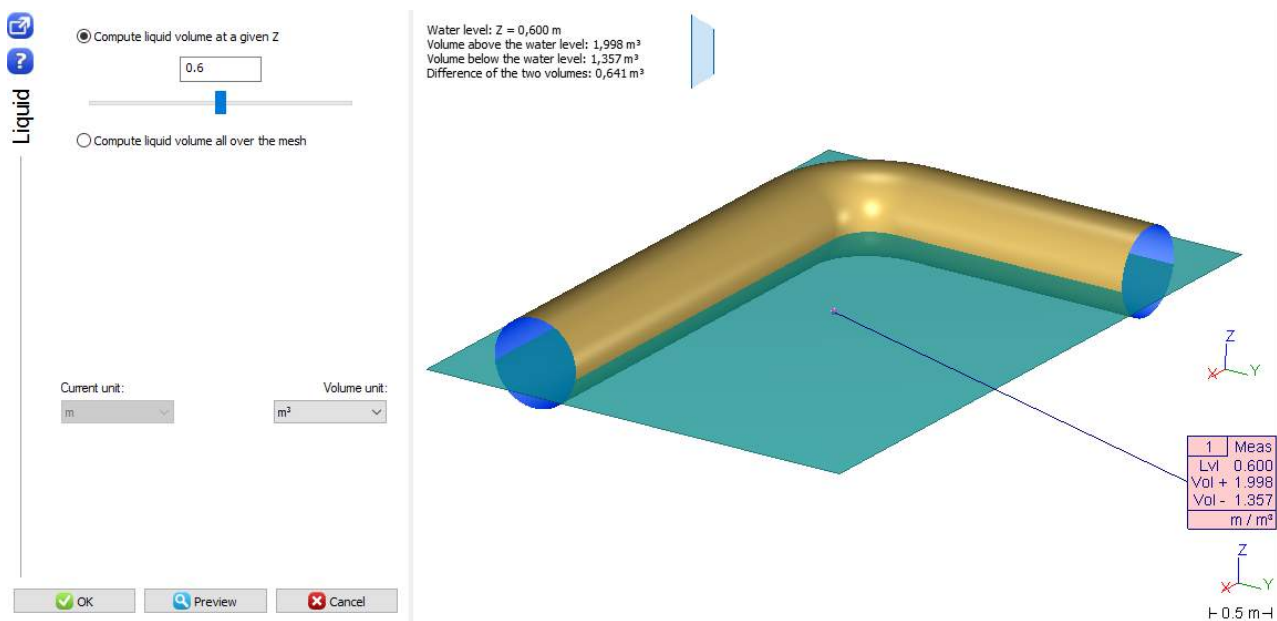 Compute liquid volume at a given Z
0.6
Liquid
Compute liquid volume all over the mesh
Current unit:
Volume unit:
m
m³
OK
Preview
Cancel
Water level: Z = 0,600 m
Volume above the water level: 1,998 m³
Volume below the water level: 1,357 m³
Difference of the two volumes: 0,641 m³
Z
X
Y
1 Meas
Lvl 0.600
Vol + 1.998
Vol - 1.357
m / m³
Z
X
Y
0.5 m